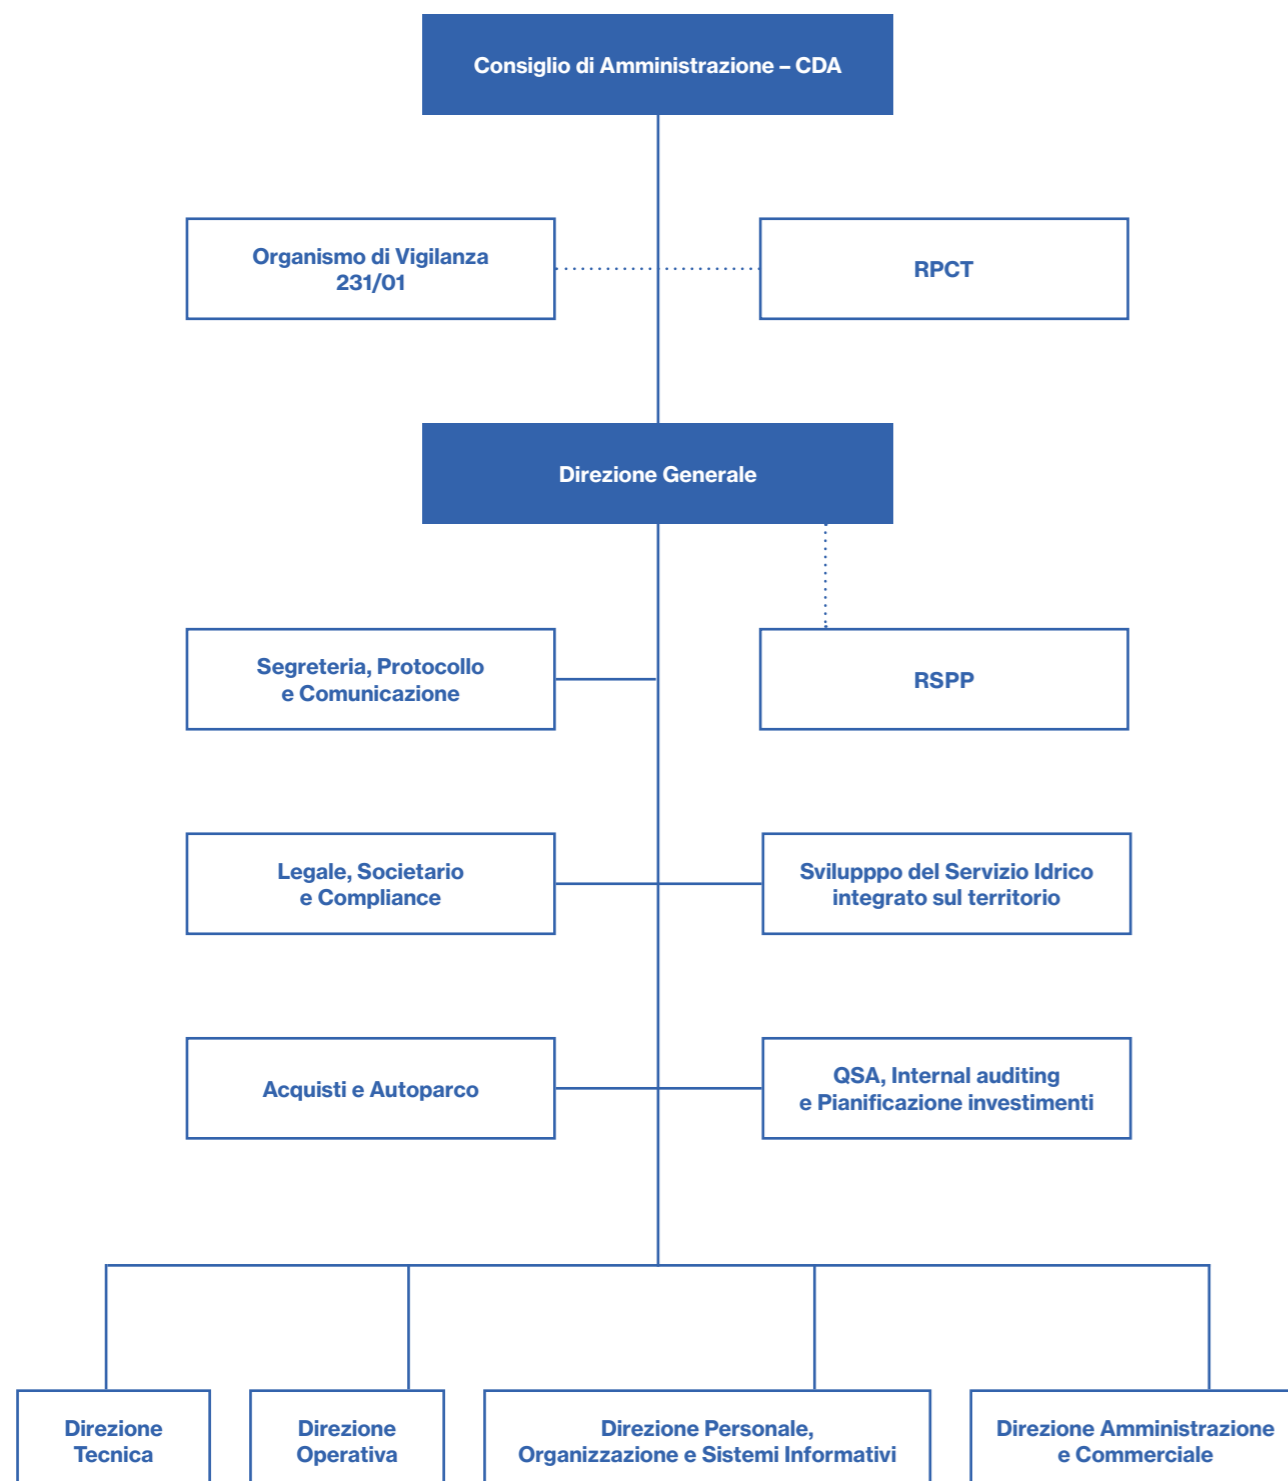 Consiglio di Amministrazione – CDA
Organismo di Vigilanza
231/01
RPCT
Direzione Generale
Segreteria, Protocollo
e Comunicazione
RSPP
Legale, Societario
e Compliance
Svilupppo del Servizio Idrico
integrato sul territorio
Acquisti e Autoparco
QSA, Internal auditing
e Pianificazione investimenti
Direzione
Tecnica
Direzione
Operativa
Direzione Personale,
Organizzazione e Sistemi Informativi
Direzione Amministrazione
e Commerciale